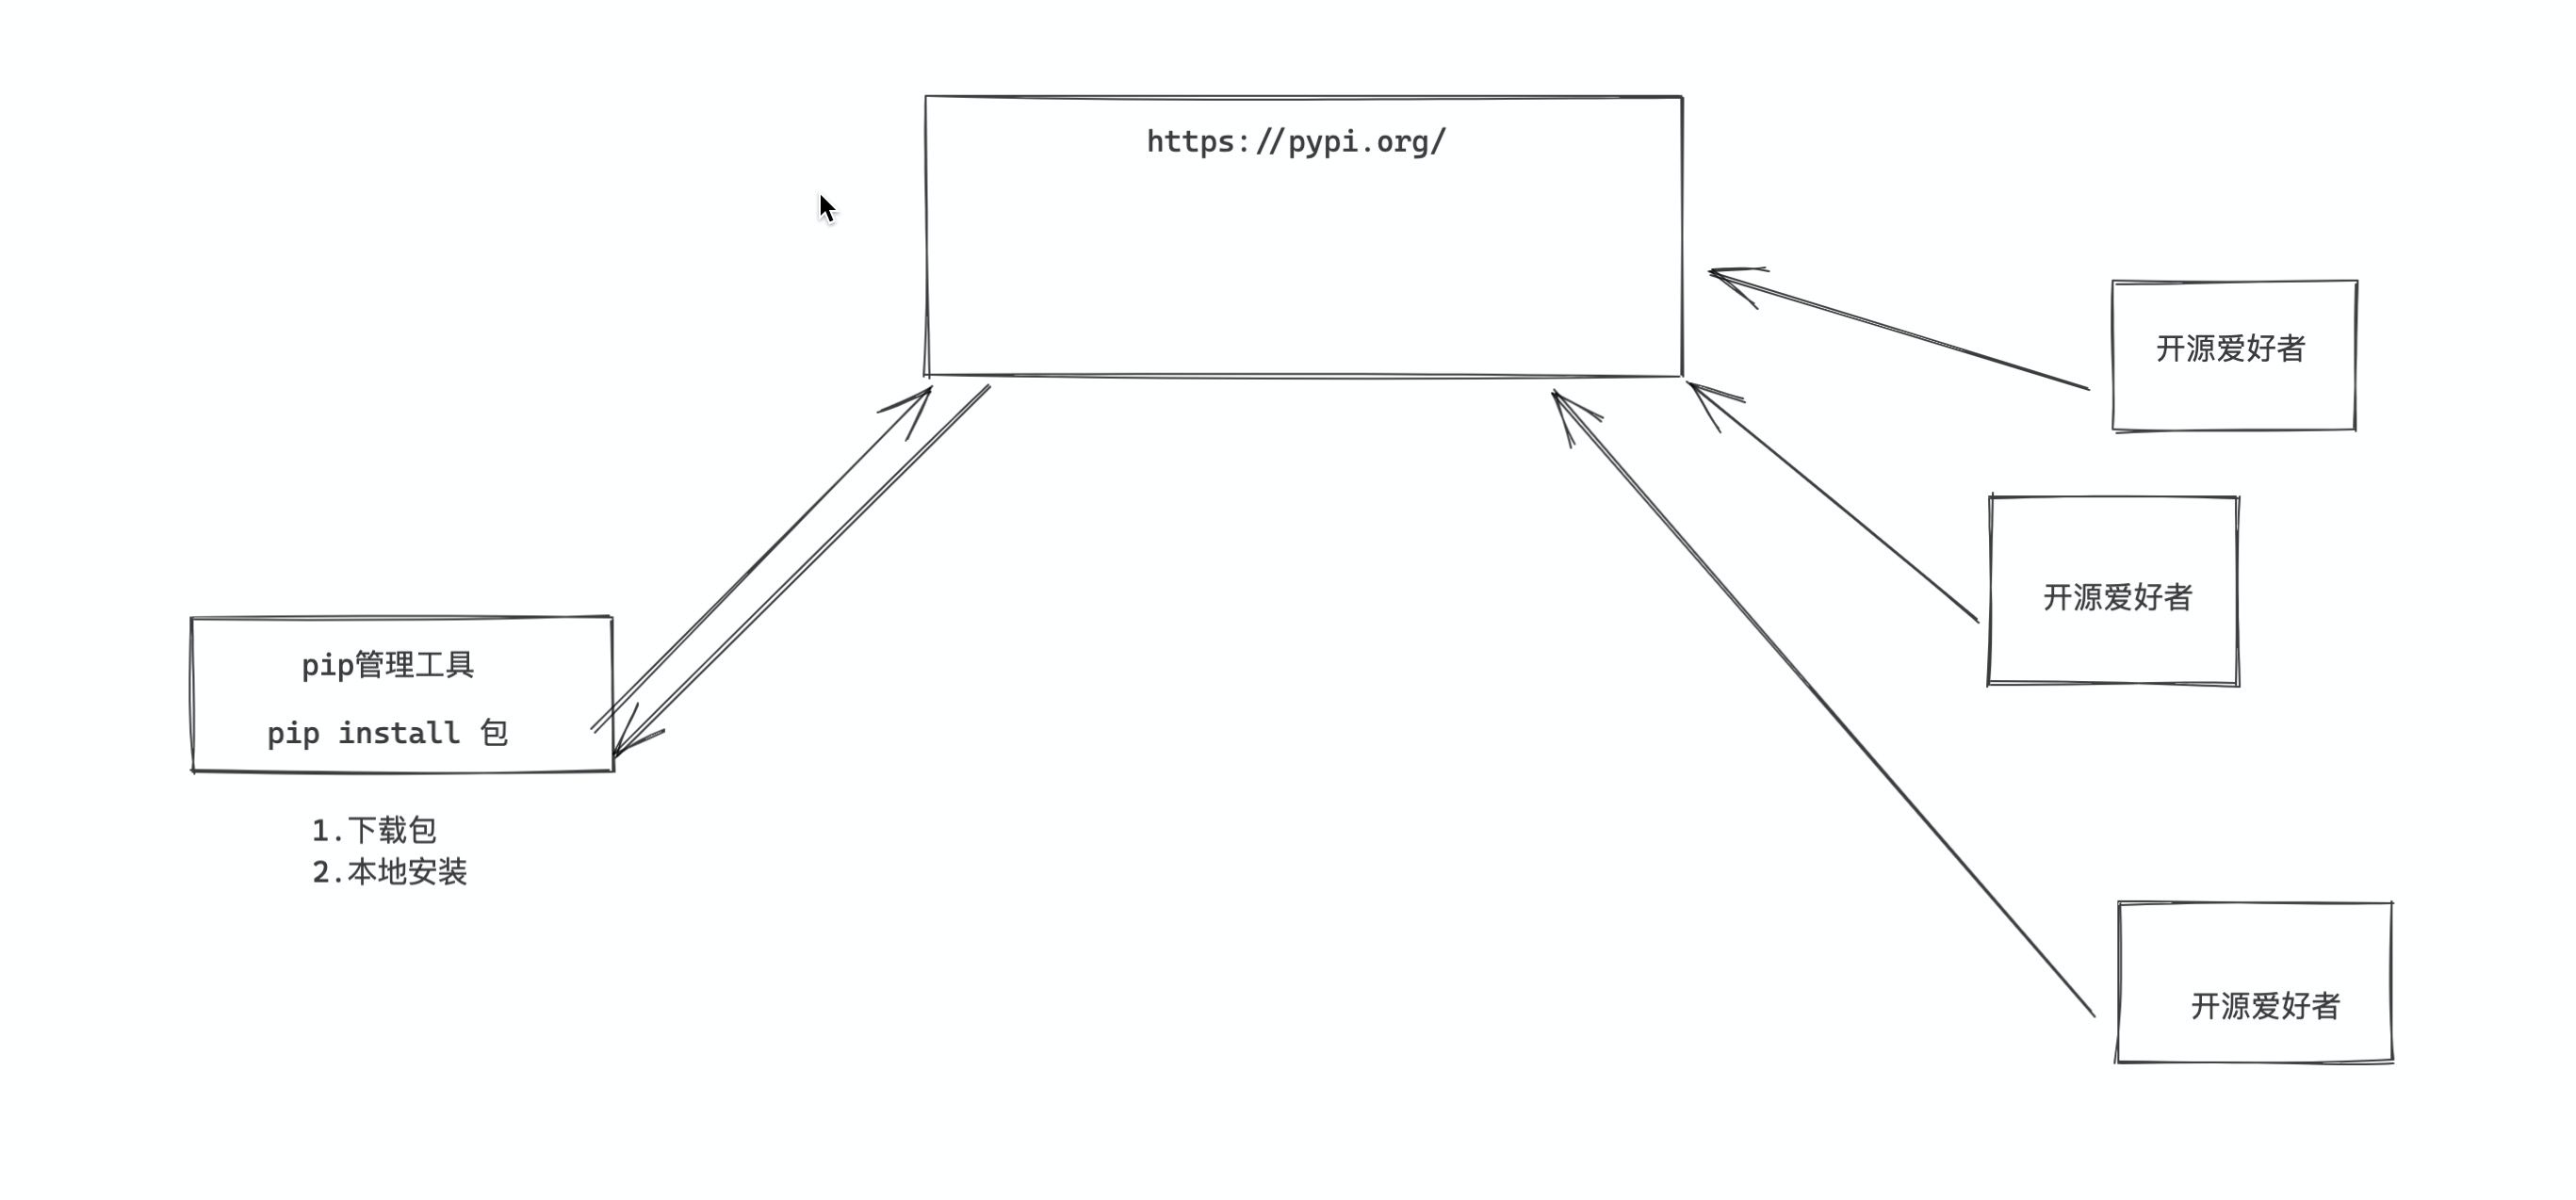 https://pypi.org/
开源爱好者
开源爱好者
pip管理工具
pip install 包
1.下载包
2.本地安装
开源爱好者